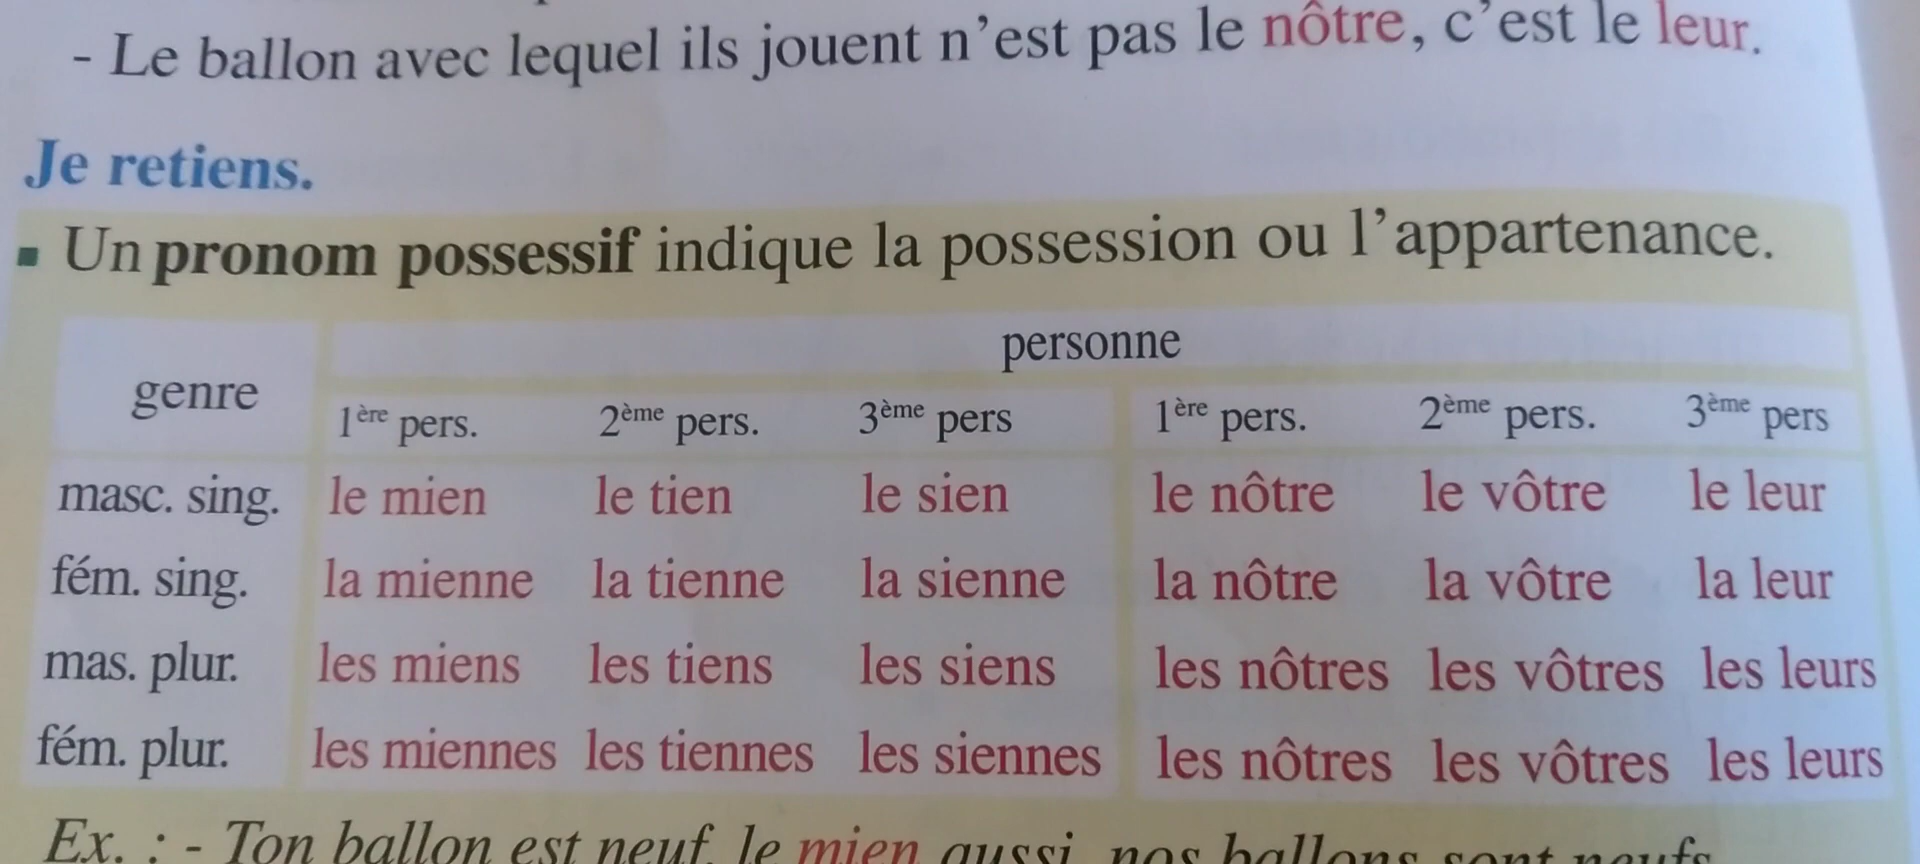 - Le ballon avec lequel ils jouent n’est pas le nôtre, c’est le leur.
Je retiens.
▪ Un pronom possessif indique la possession ou l’appartenance.
personne
genre
1ère pers. 2ème pers. 3ème pers 1ère pers. 2ème pers. 3ème pers
masc. sing. le mien le tien le sien le nôtre le vôtre le leur
fém. sing. la mienne la tienne la sienne la nôtre la vôtre la leur
mas. plur. les miens les tiens les siens les nôtres les vôtres les leurs
fém. plur. les miennes les tiennes les siennes les nôtres les vôtres les leurs
Ex. : - Ton ballon est neuf, le mien aussi, nos ballons sont neufs